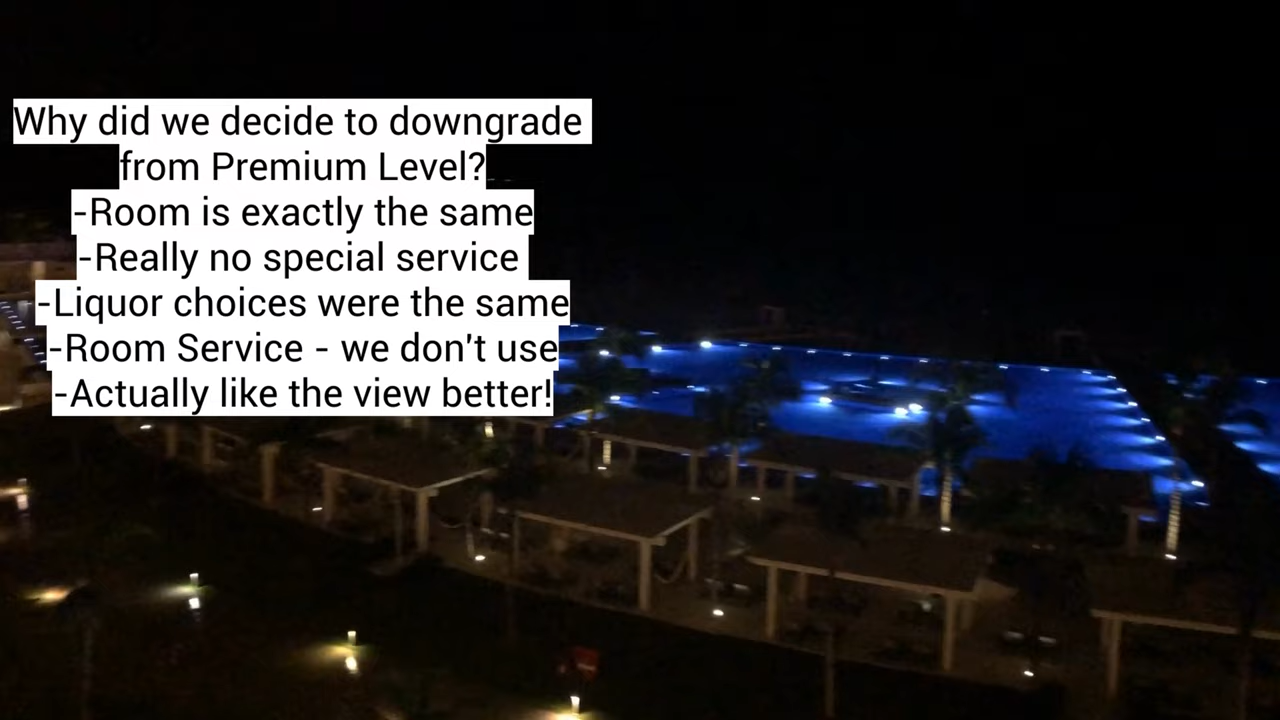 Why did we decide to downgrade
from Premium Level?
-Room is exactly the same
-Really no special service
-Liquor choices were the same
-Room Service - we don't use
-Actually like the view better!